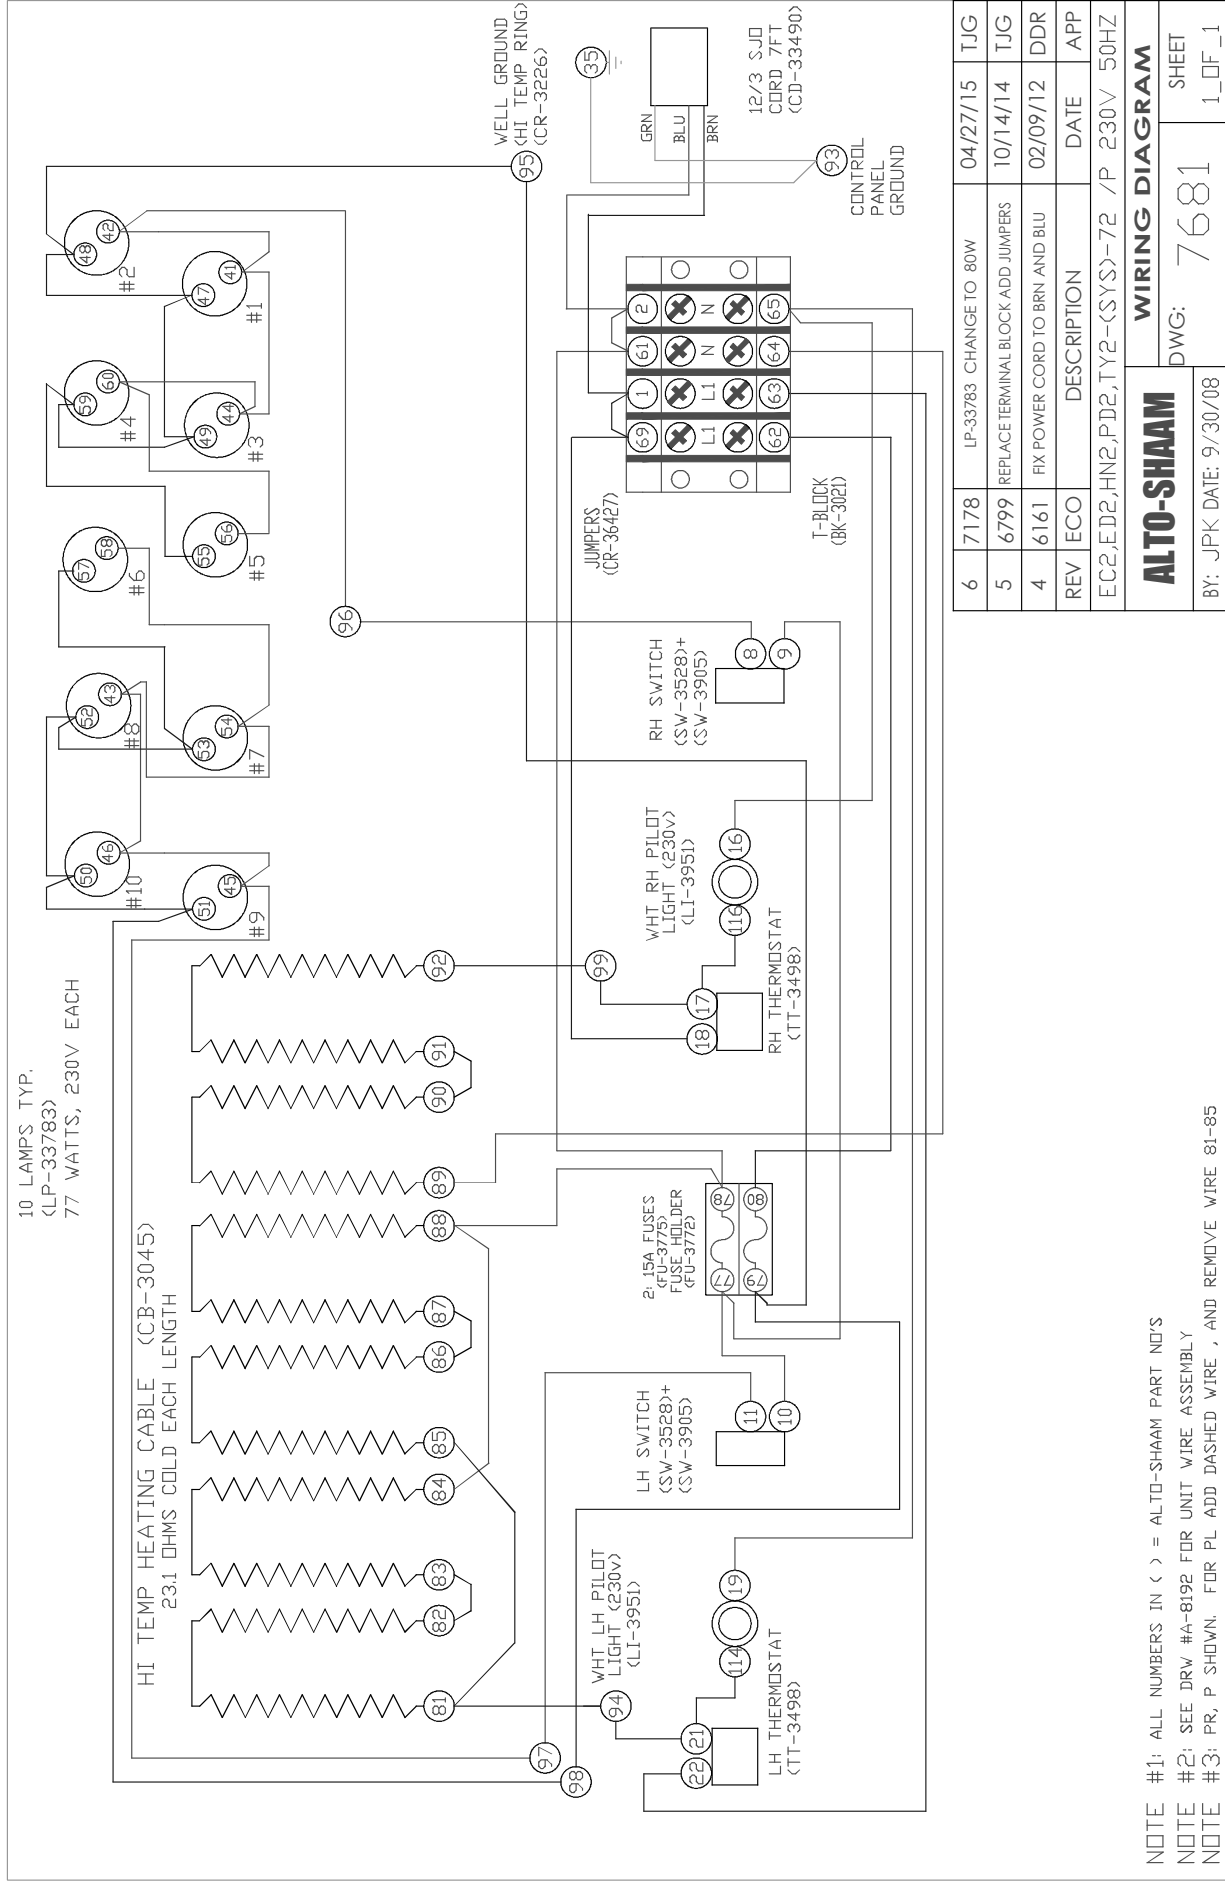 10 LAMPS TYP.
(LP-33783)
77 WATTS, 230V EACH
HI TEMP HEATING CABLE (CB-3045)
23.1 OHMS COLD EACH LENGTH
50
46
#10
51
45
#9
52
43
#8
53
54
#7
57
58
#6
55
56
#5
59
60
#4
49
44
#3
48
42
#2
47
41
#1
81
82
83
84
85
86
87
88
89
90
91
92
97
98
94
99
96
95
WELL GROUND
(HI TEMP RING)
(CR-3226)
35
GRN
BLU
BRN
12/3 SJO
CORD 7FT
(CD-33490)
93
CONTROL
PANEL
GROUND
WHT LH PILOT
LIGHT (230v)
(LI-3951)
22
21
114
19
LH THERMOSTAT
(TT-3498)
LH SWITCH
(SW-3528)+
(SW-3905)
11
10
2: 15A FUSES
(FU-3775)
FUSE HOLDER
(FU-3772)
77
78
79
80
WHT RH PILOT
LIGHT (230v)
(LI-3951)
18
17
116
16
RH THERMOSTAT
(TT-3498)
RH SWITCH
(SW-3528)+
(SW-3905)
8
9
JUMPERS
(CR-36427)
69
1
61
2
L1
L1
N
N
62
63
64
65
T-BLOCK
(BK-3021)
6 7178 LP-33783 CHANGE TO 80W 04/27/15 TJG
5 6799 REPLACE TERMINAL BLOCK ADD JUMPERS 10/14/14 TJG
4 6161 FIX POWER CORD TO BRN AND BLU 02/09/12 DDR
REV ECO DESCRIPTION DATE APP
EC2,ED2,HN2,PD2,TY2-(SYS)-72 /P 230V 50HZ
ALTO-SHAAM WIRING DIAGRAM
BY: JPK DATE: 9/30/08 DWG: 7681 SHEET 1_OF_1
NOTE #1: ALL NUMBERS IN ( ) = ALTO-SHAAM PART NO'S
NOTE #2: SEE DRW #A-8192 FOR UNIT WIRE ASSEMBLY
NOTE #3: PR, P SHOWN. FOR PL ADD DASHED WIRE , AND REMOVE WIRE 81-85